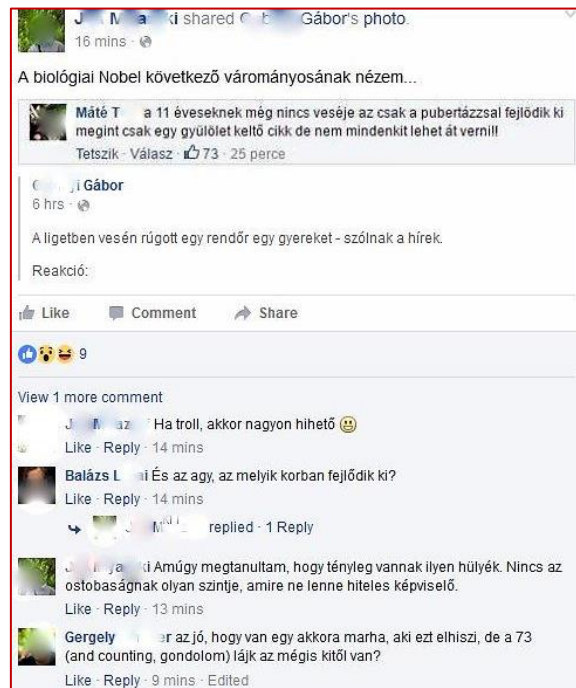 shared Gábor's photo.
16 mins ·
A biológiai Nobel következő várományosának nézem...
Máté T a 11 éveseknek még nincs veséje az csak a pubertázzsal fejlödik ki
megint csak egy gyülölet keltő cikk de nem mindenkit lehet át verni!!
Tetszik · Válasz · 73 · 25 perce
Gábor
6 hrs ·
A ligetben vesén rúgott egy rendőr egy gyereket - szólnak a hírek.
Reakció:
Like Comment Share
9
View 1 more comment
Ha troll, akkor nagyon hihető
Like · Reply · 14 mins
Balázs És az agy, az melyik korban fejlődik ki?
Like · Reply · 14 mins
replied · 1 Reply
Amúgy megtanultam, hogy tényleg vannak ilyen hülyék. Nincs az
ostobaságnak olyan szintje, amire ne lenne hiteles képviselő.
Like · Reply · 13 mins
Gergely az jó, hogy van egy akkora marha, aki ezt elhiszi, de a 73
(and counting, gondolom) lájk az mégis kitől van?
Like · Reply · 9 mins · Edited